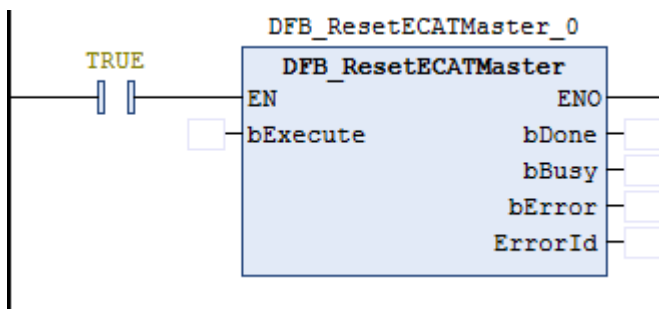 DFB_ResetECATMaster_0
TRUE
DFB_ResetECATMaster
EN ENO
bExecute bDone
bBusy
bError
ErrorId